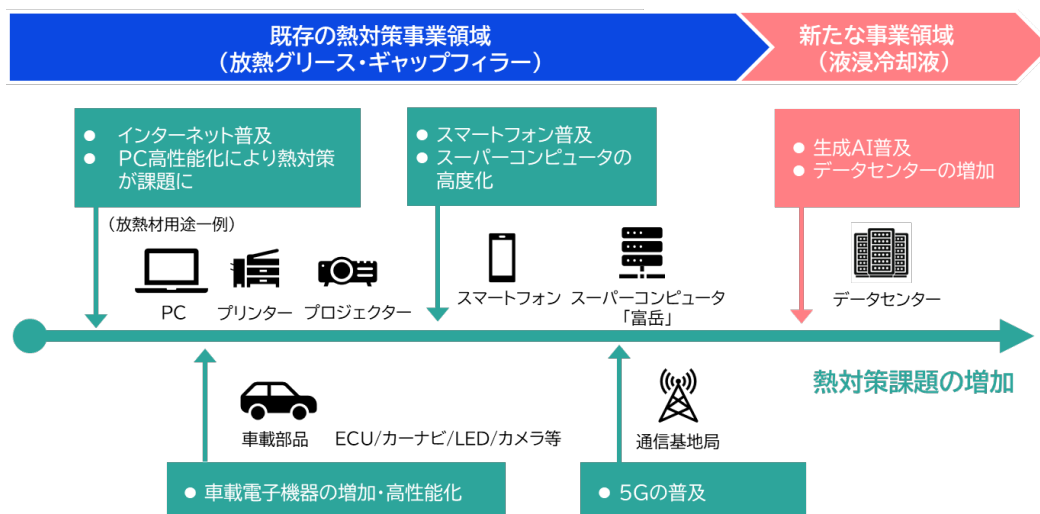 既存の熱対策事業領域
（放熱グリース・ギャップフィラー）
新たな事業領域
（液浸冷却液）
● インターネット普及
● PC高性能化により熱対策
が課題に
● スマートフォン普及
● スーパーコンピュータの
高度化
● 生成AI普及
● データセンターの増加
（放熱材用途一例）
PC
プリンター
プロジェクター
スマートフォン
スーパーコンピュータ
「富岳」
データセンター
熱対策課題の増加
車載部品
ECU/カーナビ/LED/カメラ等
通信基地局
● 車載電子機器の増加・高性能化
● 5Gの普及